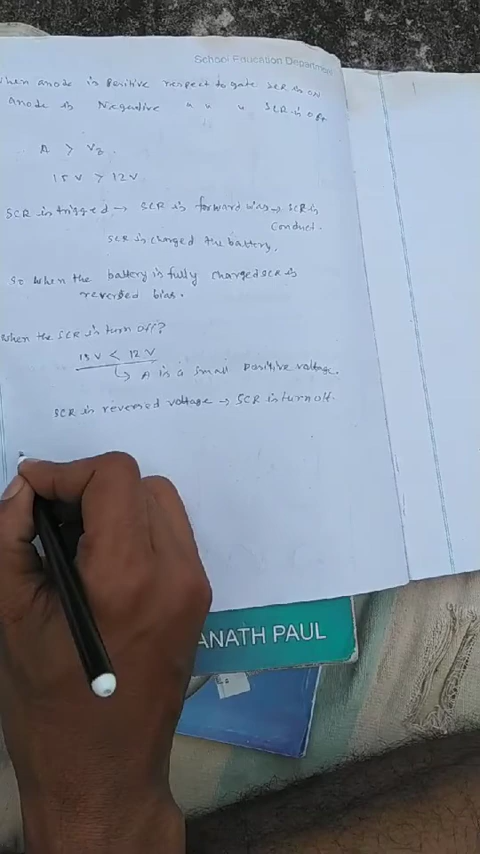 School Education Department
When anode is Positive respect to gate SCR is ON
Anode is Negative " " " SCR is OFF
A > Vz.
15 V > 12 V
SCR is trigged → SCR is forward bias → SCR is
Conduct.
SCR is charged the battery.
So when the battery is fully charged SCR is
reversed bias.
When the SCR is turn off?
15 V < 12 V
↳ A is a small positive voltage.
SCR is reversed voltage → SCR is turn off.
ANATH PAUL